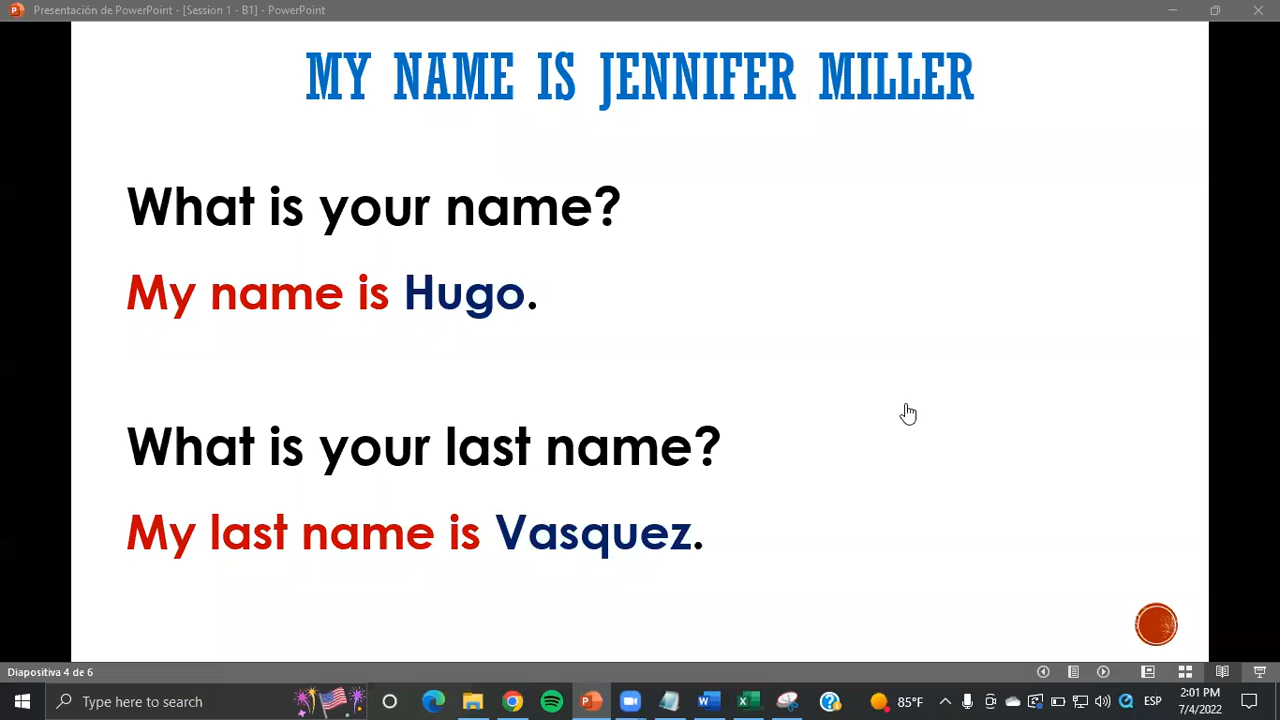 Presentación de PowerPoint - [Session 1 - B1] - PowerPoint
MY NAME IS JENNIFER MILLER
What is your name?
My name is Hugo.
What is your last name?
My last name is Vasquez.
Diapositiva 4 de 6
Type here to search
85°F
ESP
2:01 PM
7/4/2022